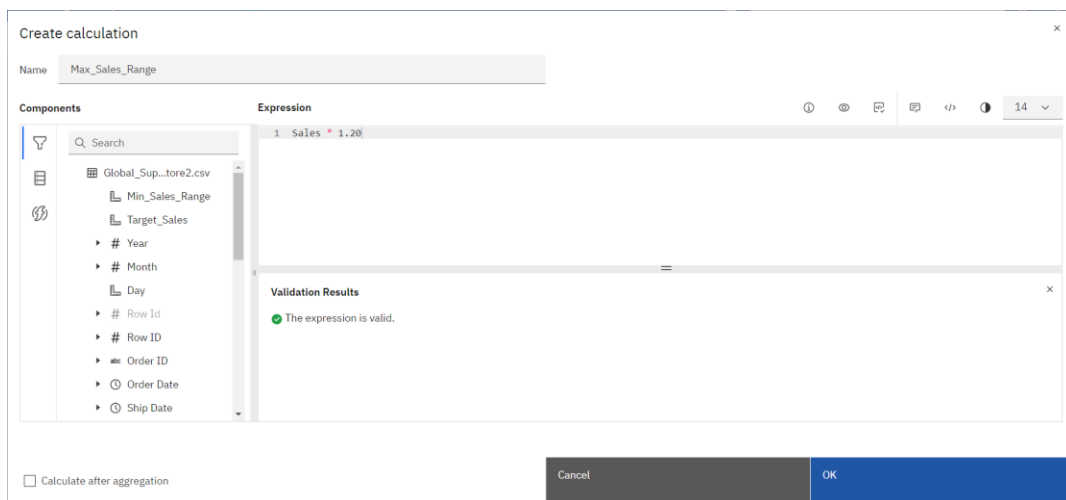 Create calculation
Name Max_Sales_Range
Components
Search
Global_Sup...tore2.csv
Min_Sales_Range
Target_Sales
# Year
# Month
Day
# Row Id
# Row ID
abc Order ID
Order Date
Ship Date
Expression
14
1 Sales * 1.20
Validation Results
The expression is valid.
Calculate after aggregation
Cancel
OK